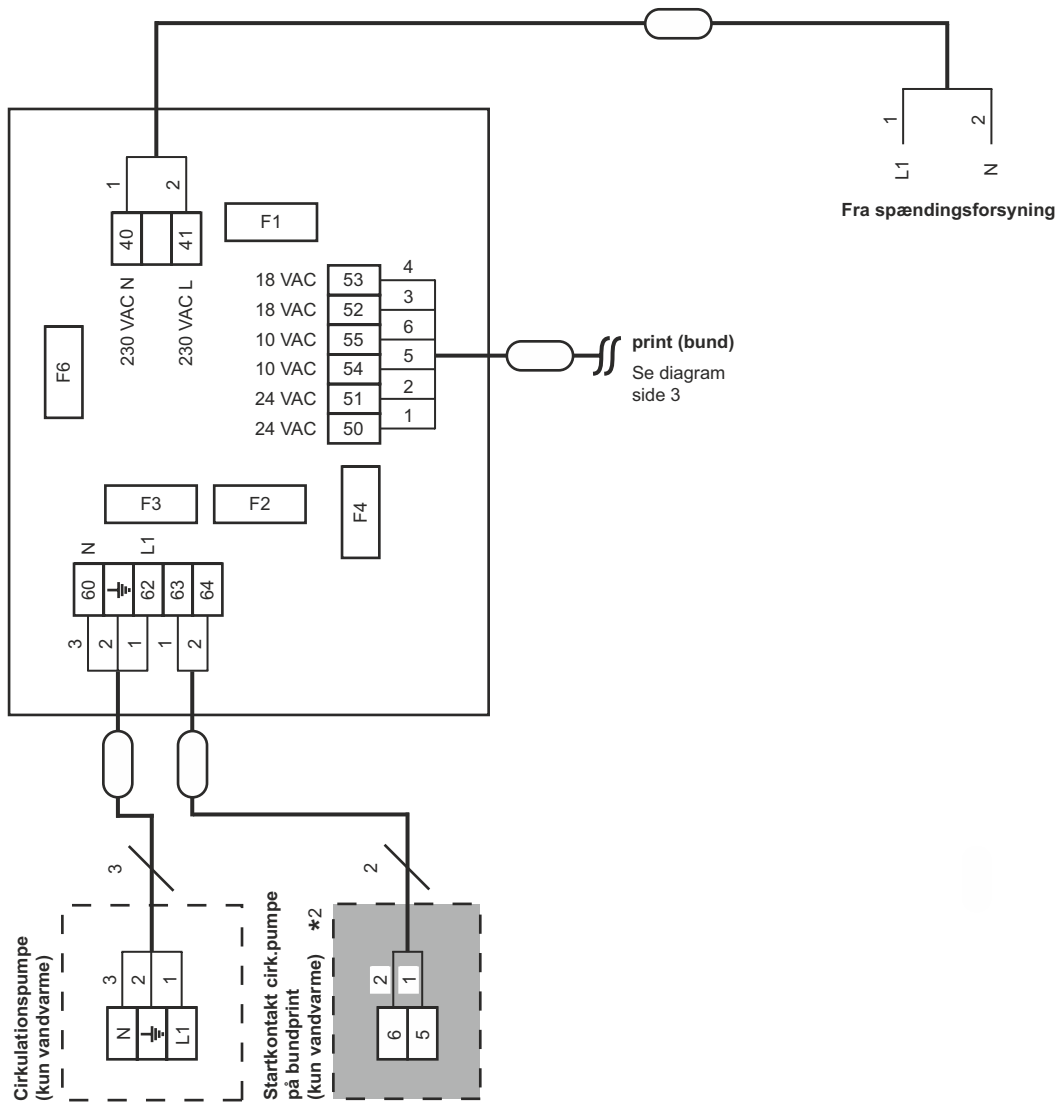 1
2
L1
N
Fra spændingsforsyning
1
2
40
41
230 VAC N
230 VAC L
F1
F6
18 VAC 53 4
18 VAC 52 3
10 VAC 55 6
10 VAC 54 5
24 VAC 51 2
24 VAC 50 1
print (bund)
Se diagram
side 3
F3
F2
F4
N
L1
60
62
63
64
3
2
1
1
2
3
2
Cirkulationspumpe
(kun vandvarme)
3
2
1
N
L1
Startkontakt cirk.pumpe
på bundprint
(kun vandvarme) *2
2
1
6
5